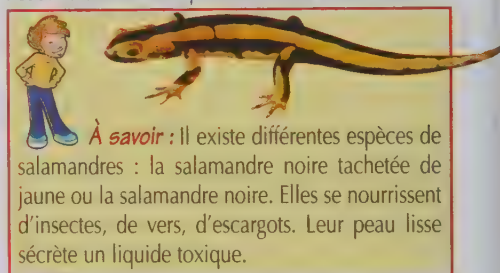 À savoir : Il existe différentes espèces de
salamandres : la salamandre noire tachetée de
jaune ou la salamandre noire. Elles se nourrissent
d'insectes, de vers, d'escargots. Leur peau lisse
sécrète un liquide toxique.